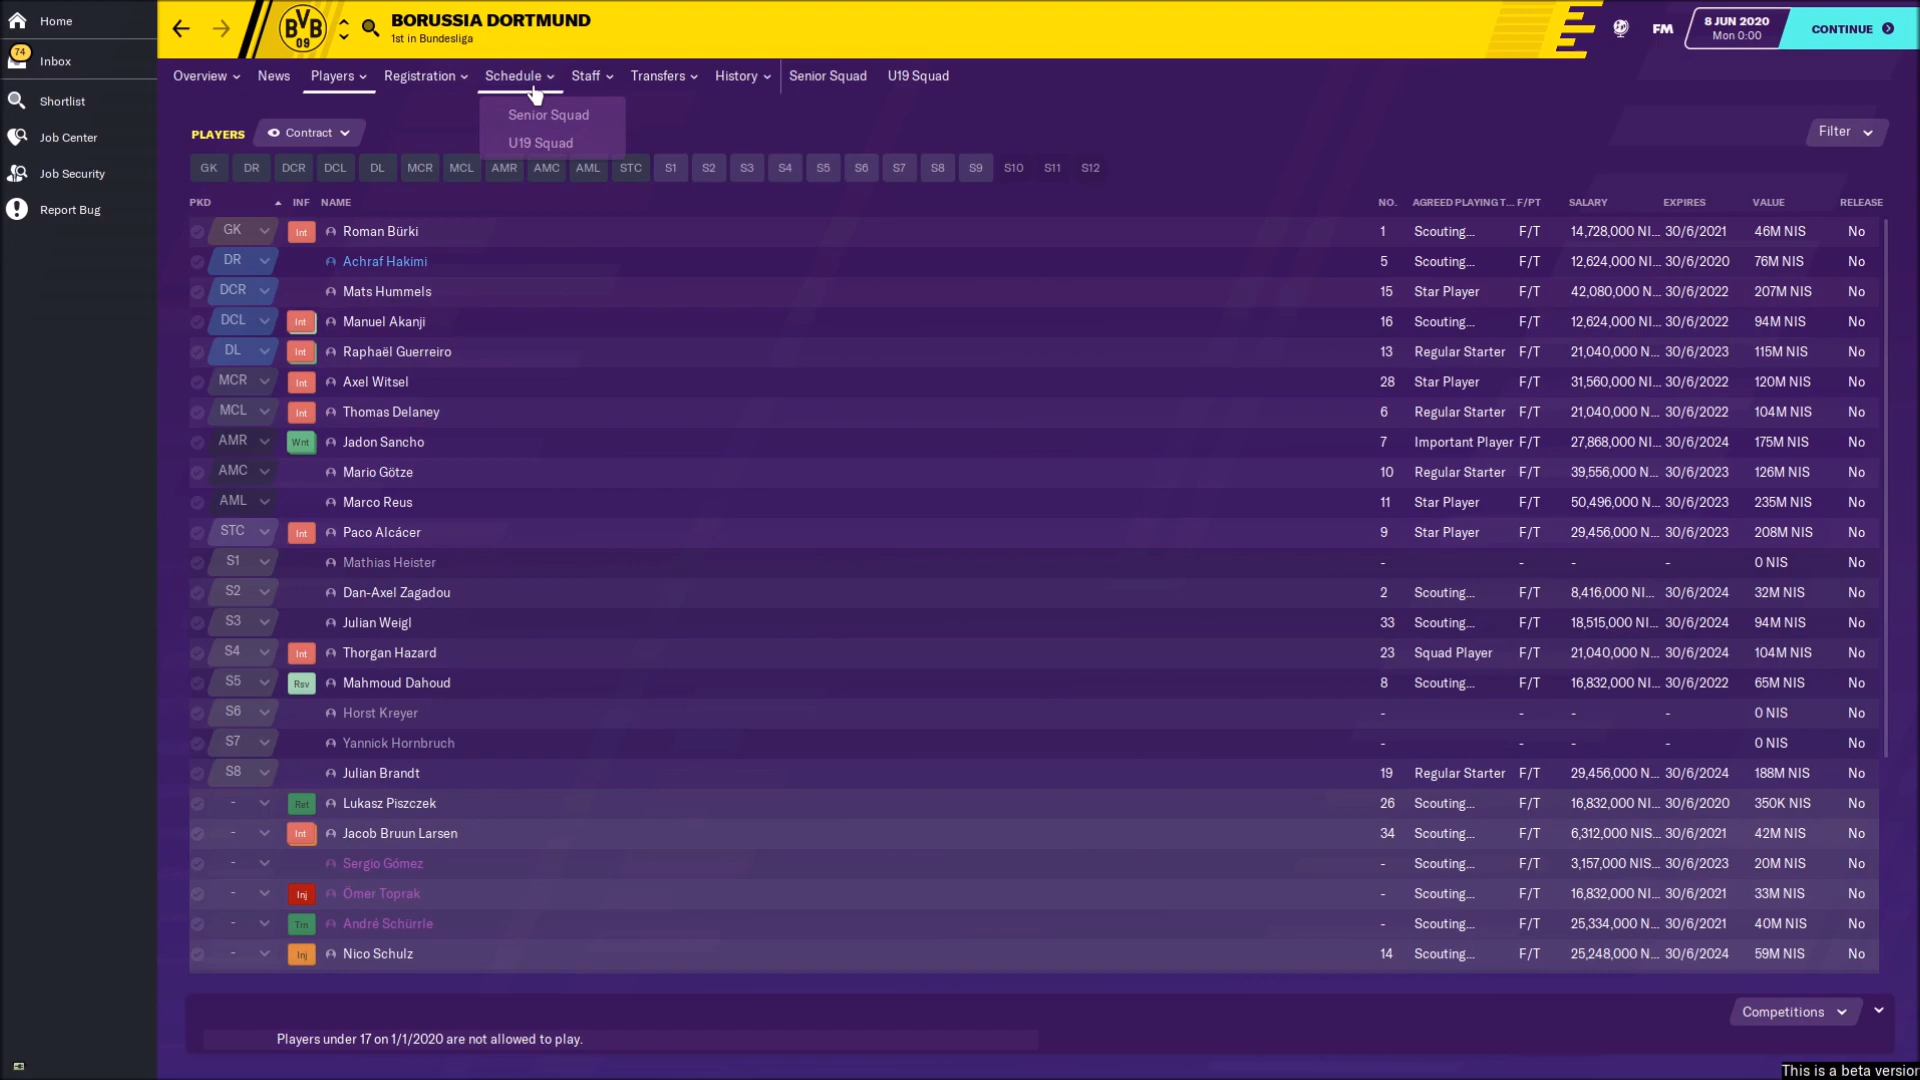 Home
74
Inbox
Shortlist
Job Center
Job Security
Report Bug
BVB
09
BORUSSIA DORTMUND
1st in Bundesliga
FM
8 JUN 2020
Mon 0:00
CONTINUE
Overview News Players Registration Schedule Staff Transfers History Senior Squad U19 Squad
Senior Squad
U19 Squad
PLAYERS Contract Filter
GK DR DCR DCL DL MCR MCL AMR AMC AML STC S1 S2 S3 S4 S5 S6 S7 S8 S9 S10 S11 S12
PKD INF NAME NO. AGREED PLAYING T... F/PT SALARY EXPIRES VALUE RELEASE
GK Int Roman Bürki 1 Scouting... F/T 14,728,000 NI... 30/6/2021 46M NIS No
DR Achraf Hakimi 5 Scouting... F/T 12,624,000 NI... 30/6/2020 76M NIS No
DCR Mats Hummels 15 Star Player F/T 42,080,000 N... 30/6/2022 207M NIS No
DCL Int Manuel Akanji 16 Scouting... F/T 12,624,000 NI... 30/6/2022 94M NIS No
DL Int Raphaël Guerreiro 13 Regular Starter F/T 21,040,000 N... 30/6/2023 115M NIS No
MCR Int Axel Witsel 28 Star Player F/T 31,560,000 N... 30/6/2022 120M NIS No
MCL Int Thomas Delaney 6 Regular Starter F/T 21,040,000 N... 30/6/2022 104M NIS No
AMR Wnt Jadon Sancho 7 Important Player F/T 27,868,000 NI... 30/6/2024 175M NIS No
AMC Mario Götze 10 Regular Starter F/T 39,556,000 N... 30/6/2023 126M NIS No
AML Marco Reus 11 Star Player F/T 50,496,000 N... 30/6/2023 235M NIS No
STC Int Paco Alcácer 9 Star Player F/T 29,456,000 N... 30/6/2023 208M NIS No
S1 Mathias Heister - - - - 0 NIS No
S2 Dan-Axel Zagadou 2 Scouting... F/T 8,416,000 NI... 30/6/2024 32M NIS No
S3 Julian Weigl 33 Scouting... F/T 18,515,000 NI... 30/6/2024 94M NIS No
S4 Int Thorgan Hazard 23 Squad Player F/T 21,040,000 N... 30/6/2024 104M NIS No
S5 Rsv Mahmoud Dahoud 8 Scouting... F/T 16,832,000 NI... 30/6/2022 65M NIS No
S6 Horst Kreyer - - - - 0 NIS No
S7 Yannick Hornbruch - - - - 0 NIS No
S8 Julian Brandt 19 Regular Starter F/T 29,456,000 N... 30/6/2024 188M NIS No
- Ret Lukasz Piszczek 26 Scouting... F/T 16,832,000 NI... 30/6/2020 350K NIS No
- Int Jacob Bruun Larsen 34 Scouting... F/T 6,312,000 NIS... 30/6/2021 42M NIS No
- Sergio Gómez - Scouting... F/T 3,157,000 NIS... 30/6/2023 20M NIS No
- Inj Ömer Toprak - Scouting... F/T 16,832,000 NI... 30/6/2021 33M NIS No
- Trn André Schürrle - Scouting... F/T 25,334,000 NI... 30/6/2021 40M NIS No
- Inj Nico Schulz 14 Scouting... F/T 25,248,000 NI... 30/6/2024 59M NIS No
Competitions
Players under 17 on 1/1/2020 are not allowed to play.
This is a beta version